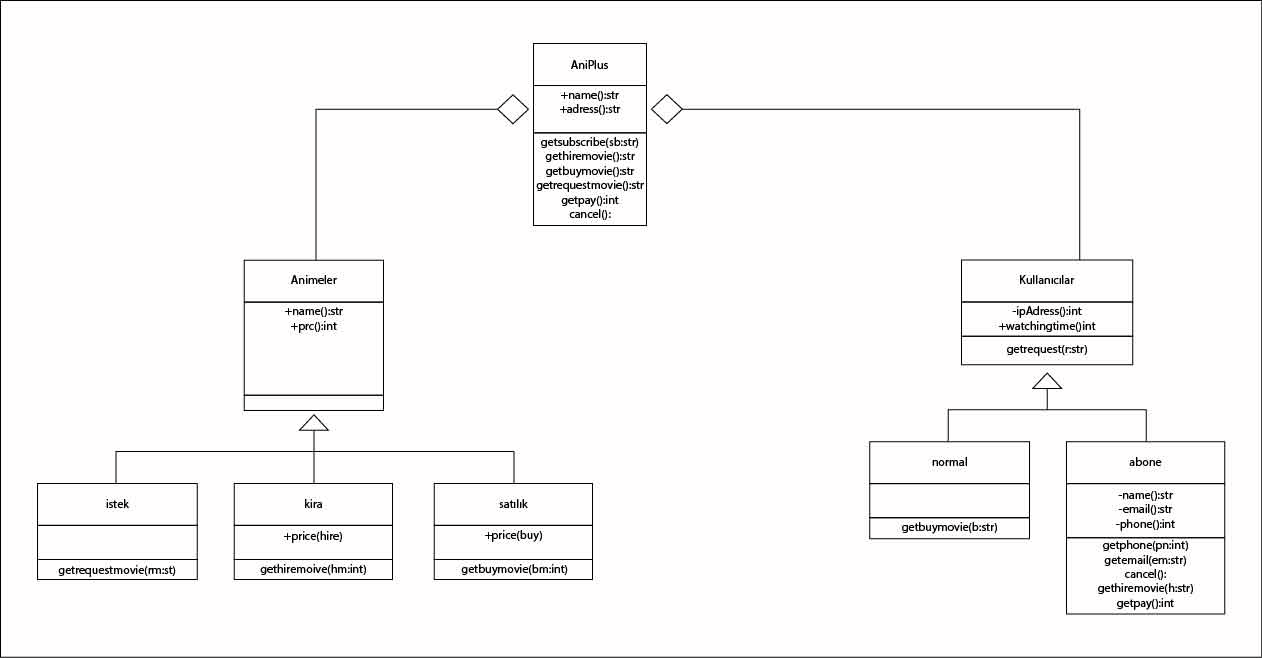 AniPlus
+name():str
+adress():str
getsubscribe(sb:str)
gethiremovie():str
getbuymovie():str
getrequestmovie():str
getpay():int
cancel():
Animeler
+name():str
+prc():int
Kullanıcılar
-ipAdress():int
+watchingtime()int
getrequest(r:str)
istek
getrequestmovie(rm:st)
kira
+price(hire)
gethiremoive(hm:int)
satılık
+price(buy)
getbuymovie(bm:int)
normal
getbuymovie(b:str)
abone
-name():str
-email():str
-phone():int
getphone(pn:int)
getemail(em:str)
cancel():
gethiremovie(h:str)
getpay():int